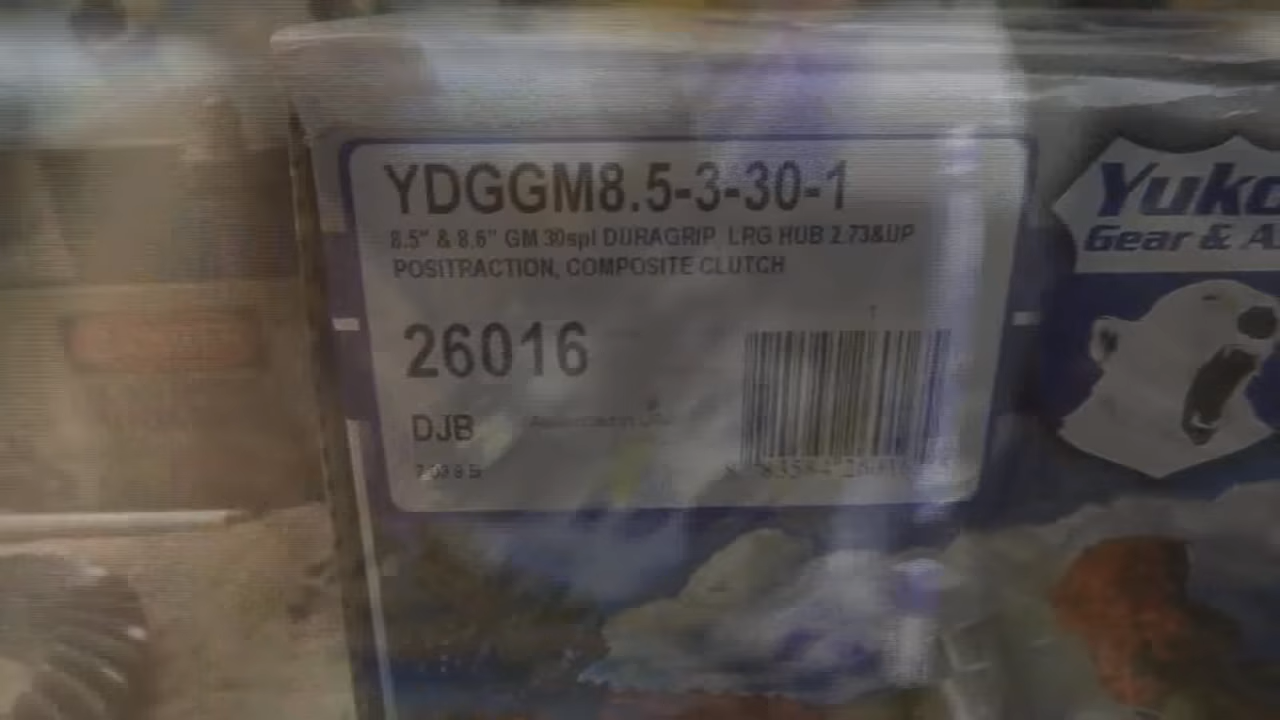 YDGGM8.5-3-30-1
8.5" & 8.6" GM 30spl DURAGRIP LRG HUB 2.73&UP
POSITRACTION, COMPOSITE CLUTCH
26016
DJB
Yuko
Gear & A